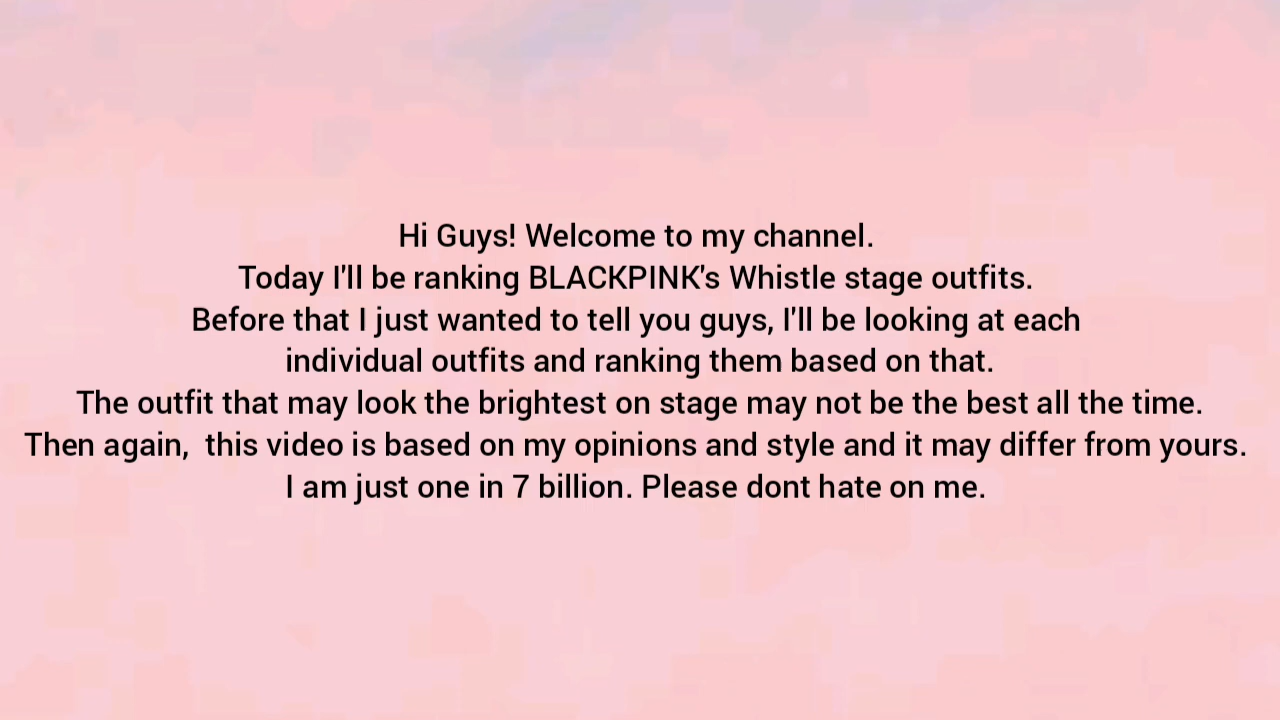 Hi Guys! Welcome to my channel.
Today I'll be ranking BLACKPINK's Whistle stage outfits.
Before that I just wanted to tell you guys, I'll be looking at each
individual outfits and ranking them based on that.
The outfit that may look the brightest on stage may not be the best all the time.
Then again,  this video is based on my opinions and style and it may differ from yours.
I am just one in 7 billion. Please dont hate on me.